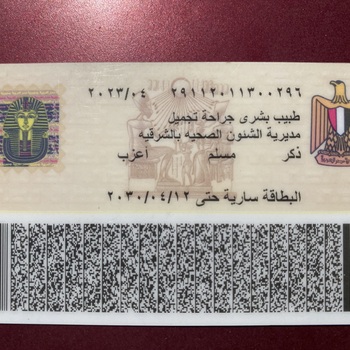 ٢٩١١٢٠١١٣٠٠٢٩٦ ٢٠٢٣/٠٤
طبيب بشرى جراحة تجميل
مديرية الشئون الصحيه بالشرقيه
ذكر مسلم أعزب
البطاقة سارية حتى ٢٠٣٠/٠٤/١٢